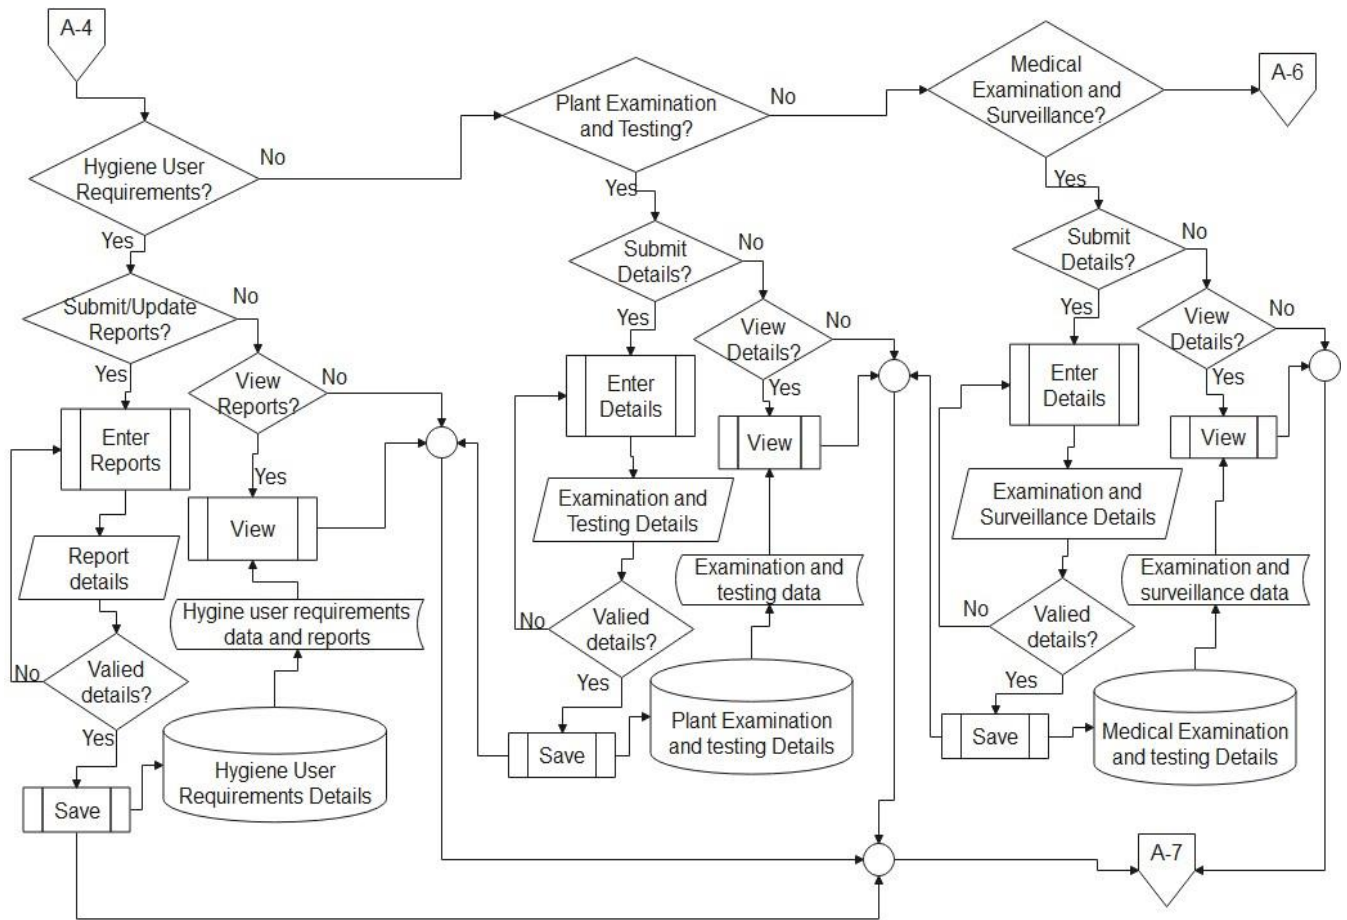 A-4
Hygiene User
Requirements?
No
Yes
Submit/Update
Reports?
No
Yes
View
Reports?
No
Yes
Enter
Reports
View
Report
details
Hygine user requirements
data and reports
Valied
details?
No
Yes
Save
Hygiene User
Requirements Details
Plant Examination
and Testing?
No
Yes
Submit
Details?
No
Yes
View
Details?
No
Yes
Enter
Details
View
Examination and
Testing Details
Examination and
testing data
Valied
details?
No
Yes
Save
Plant Examination
and testing Details
Medical
Examination and
Surveillance?
Yes
A-6
Submit
Details?
No
Yes
View
Details?
No
Yes
Enter
Details
View
Examination and
Surveillance Details
Examination and
surveillance data
Valied
details?
No
Yes
Save
Medical Examination
and testing Details
A-7